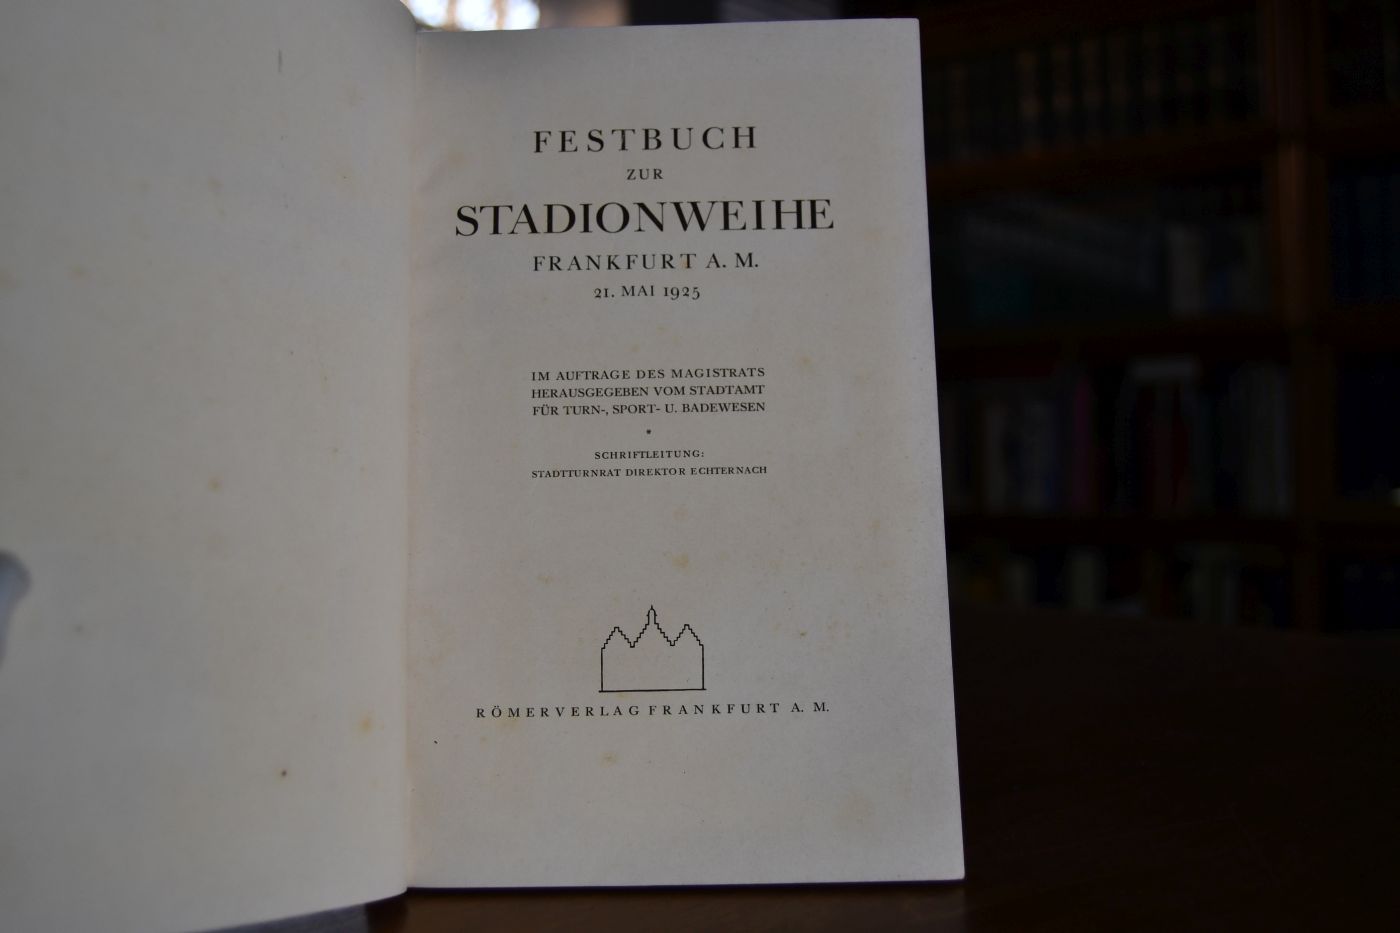 FESTBUCH
ZUR
STADIONWEIHE
FRANKFURT A. M.
21. MAI 1925
IM AUFTRAGE DES MAGISTRATS
HERAUSGEGEBEN VOM STADTAMT
FÜR TURN-, SPORT- U. BADEWESEN
*
SCHRIFTLEITUNG:
STADTTURNRAT DIREKTOR ECHTERNACH
RÖMERVERLAG FRANKFURT A. M.